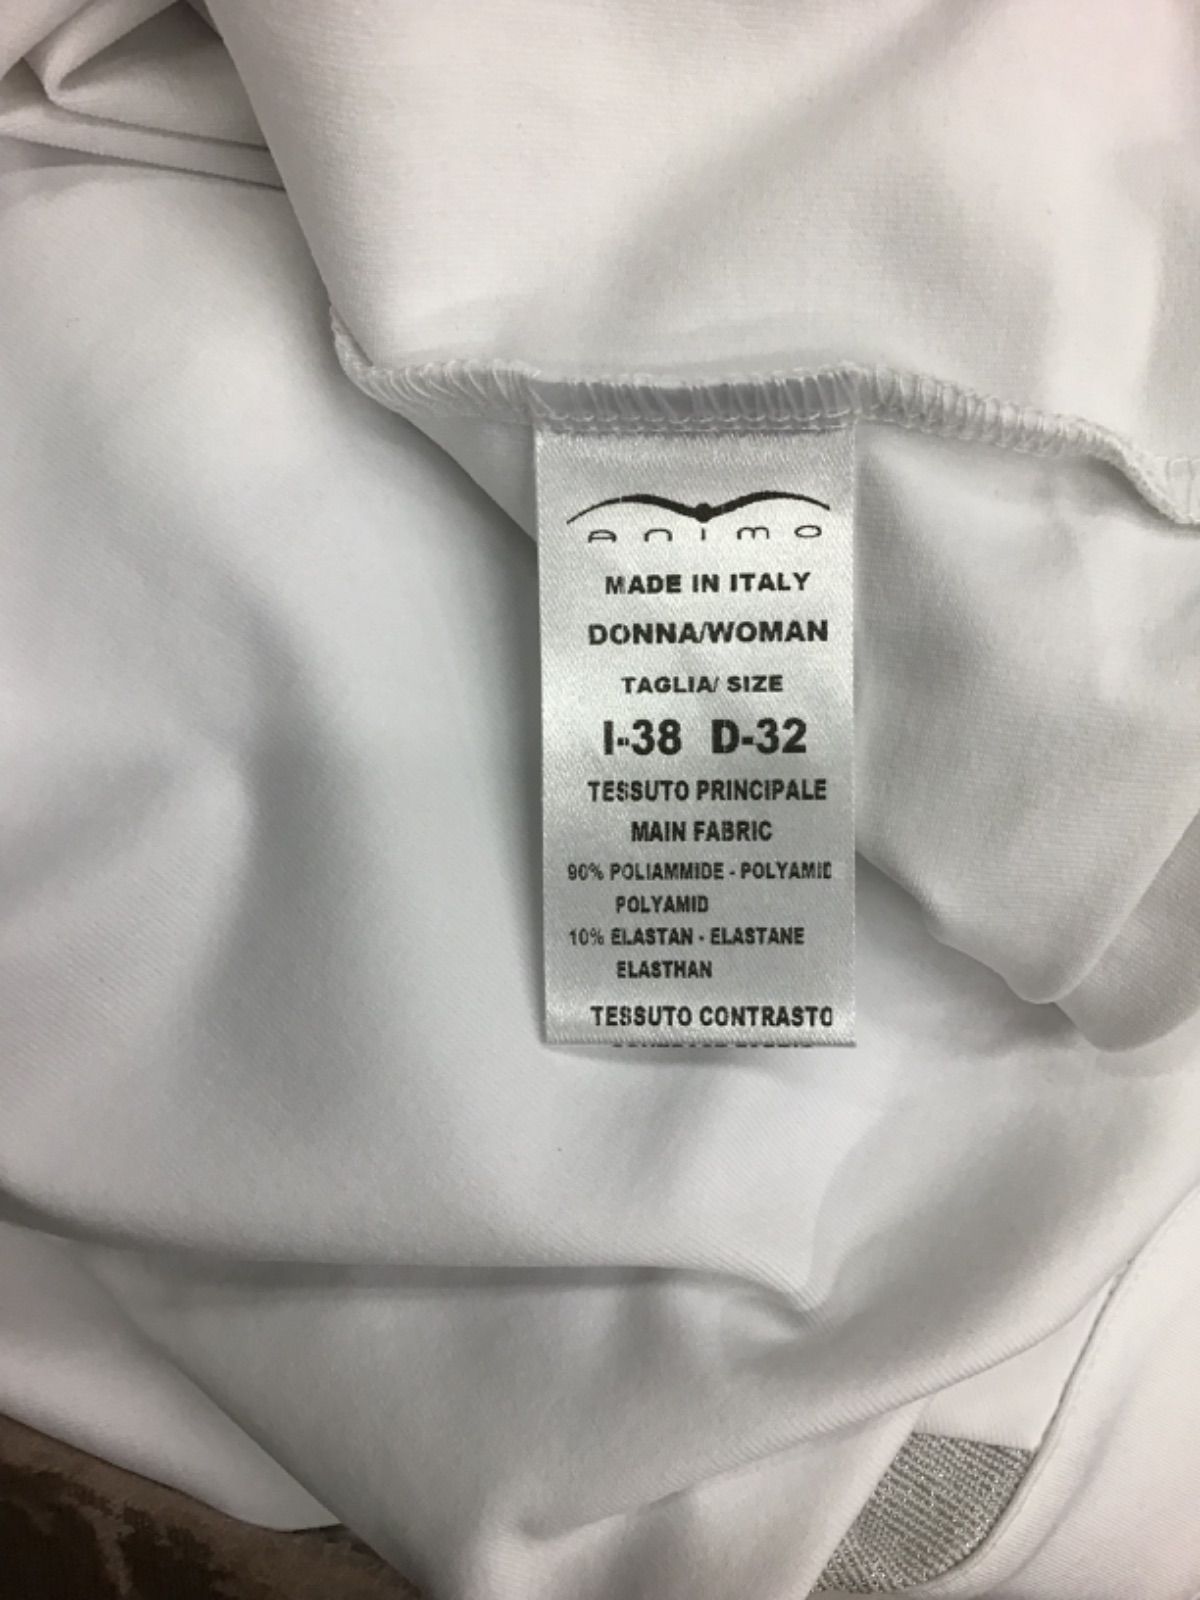 Animo
MADE IN ITALY
DONNA/WOMAN
TAGLIA/ SIZE
I-38 D-32
TESSUTO PRINCIPALE
MAIN FABRIC
90% POLIAMMIDE - POLYAMID
POLYAMID
10% ELASTAN - ELASTANE
ELASTHAN
TESSUTO CONTRASTO